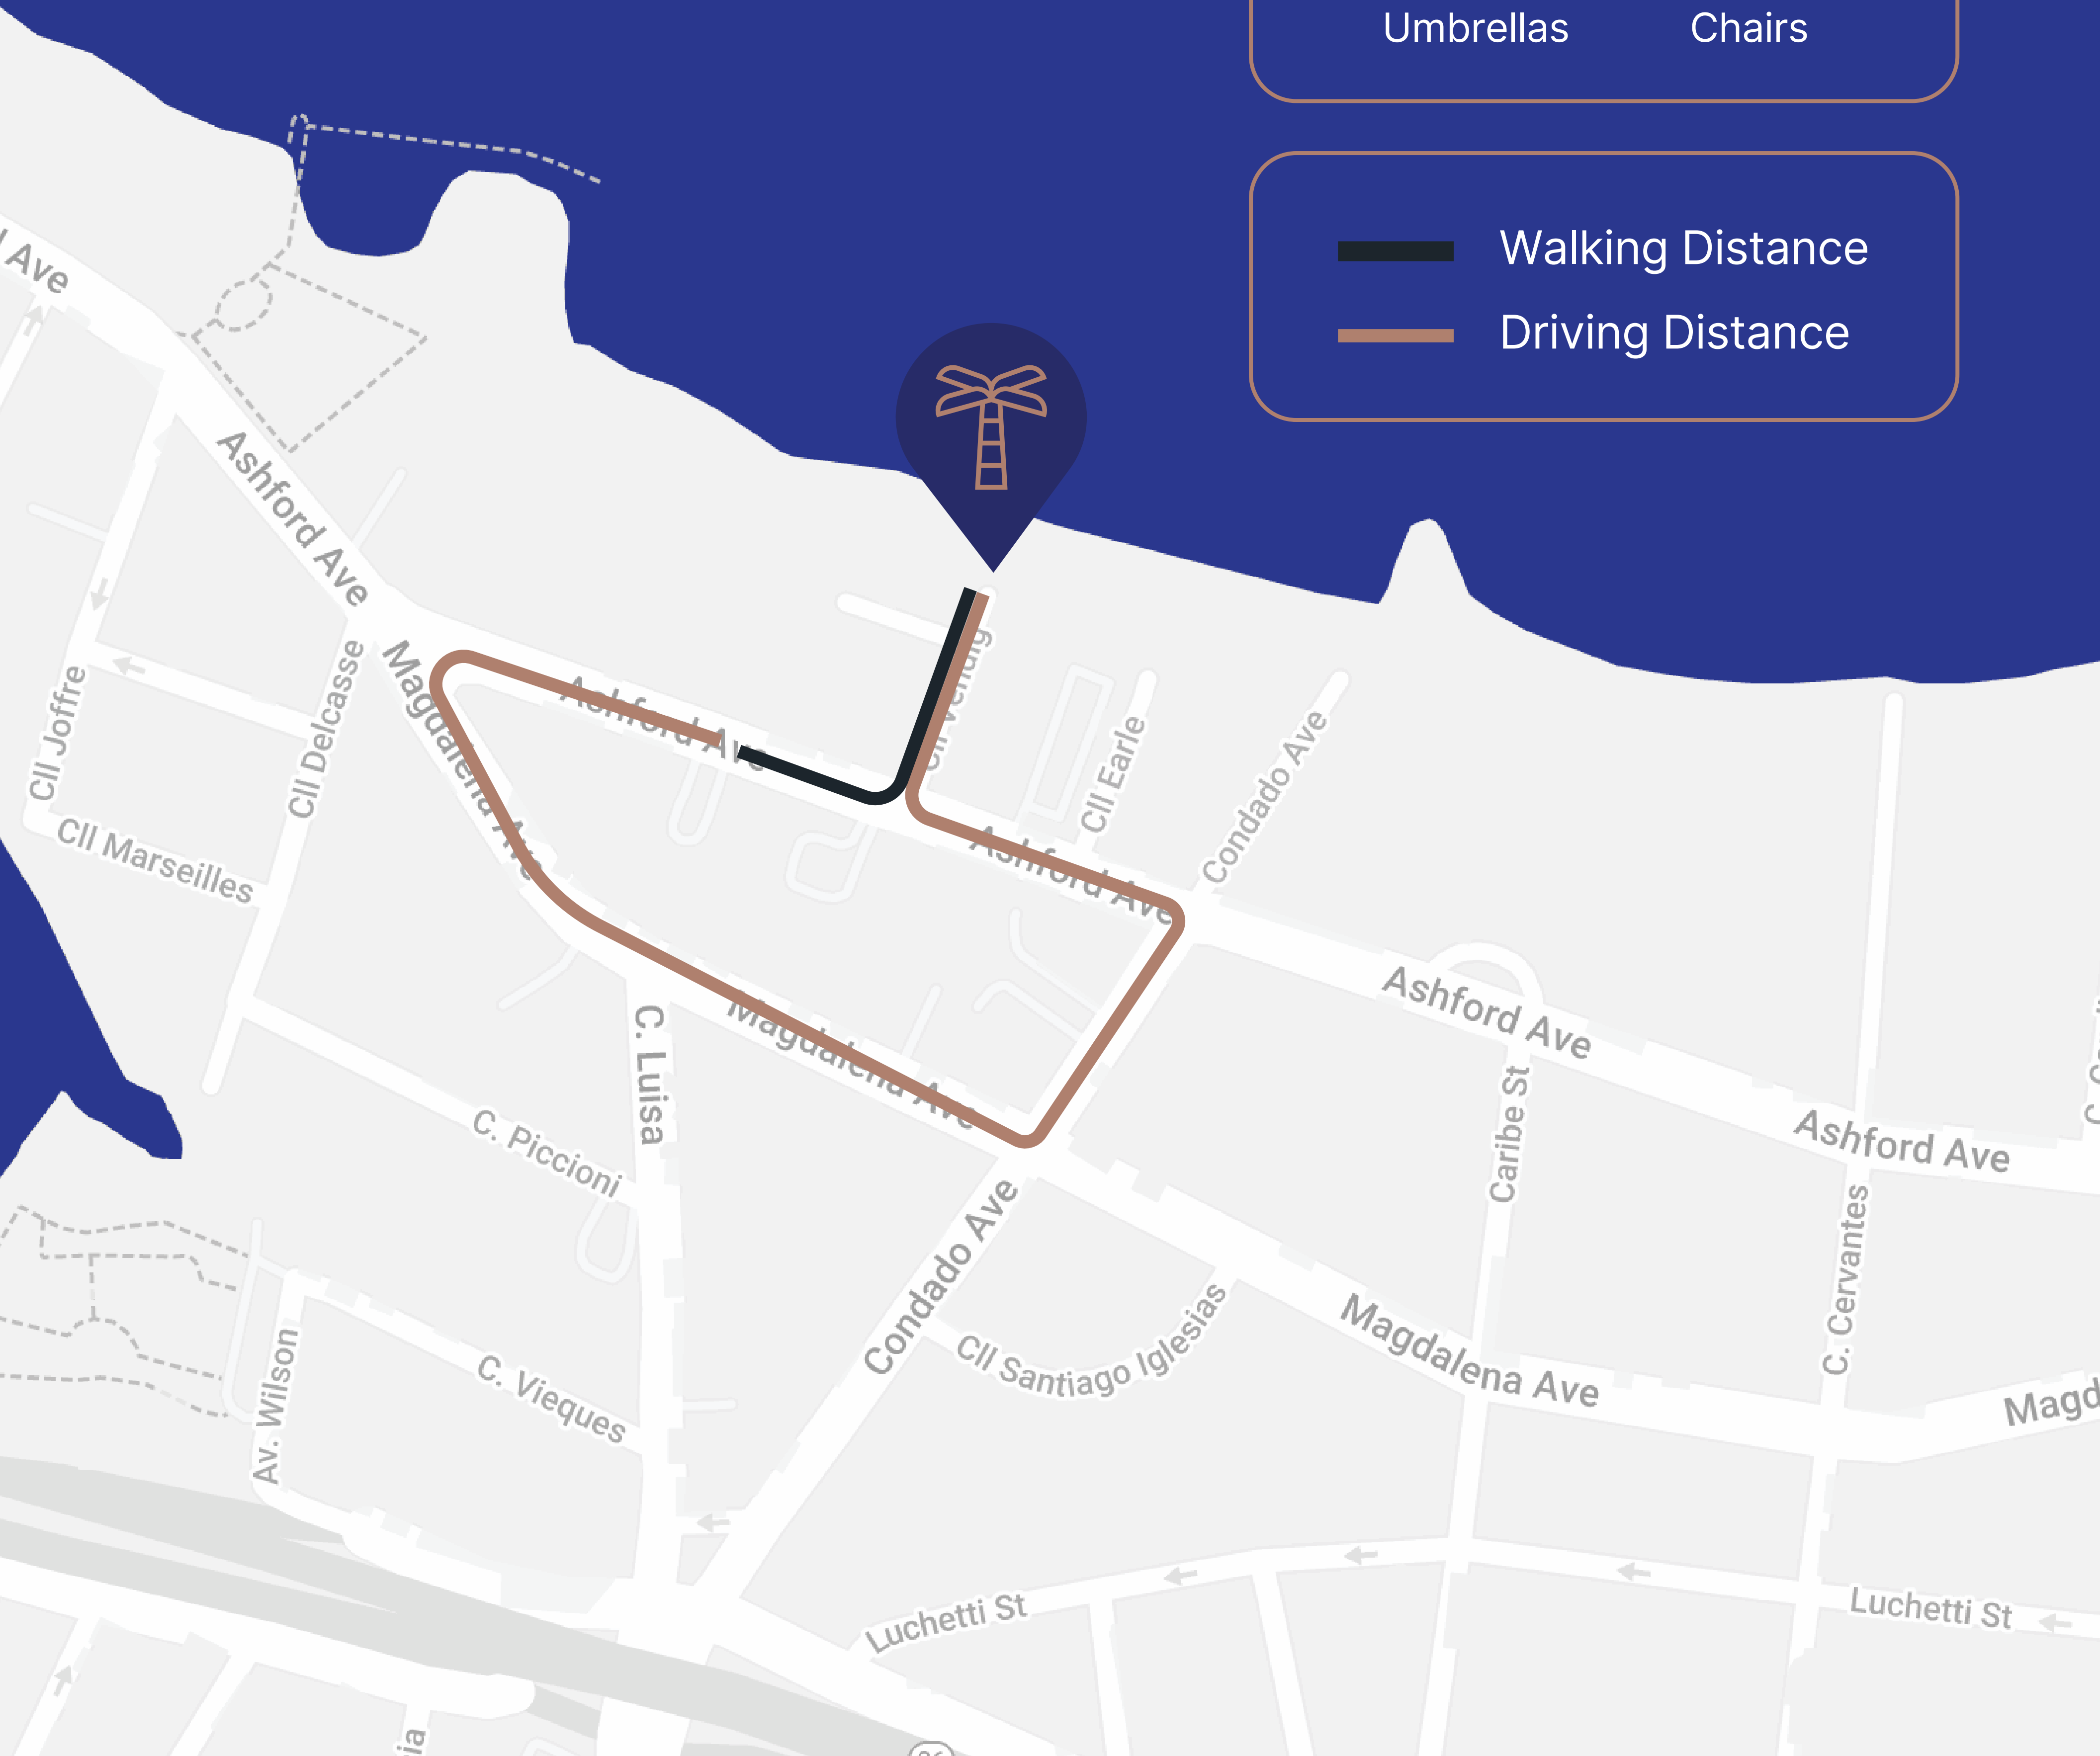 Umbrellas
Chairs
Walking Distance
Driving Distance
Ave
Ashford Ave
Magdalena Ave
Ashford Ave
Cll Joffre
Cll Delcasse
Cll Marseilles
Cll Earle
Condado Ave
Ashford Ave
Ashford Ave
Ashford Ave
Magdalena Ave
C. Luisa
C. Piccioni
Caribe St
C. Cervantes
Condado Ave
Cll Santiago Iglesias
Magdalena Ave
Av. Wilson
C. Vieques
Luchetti St
Luchetti St